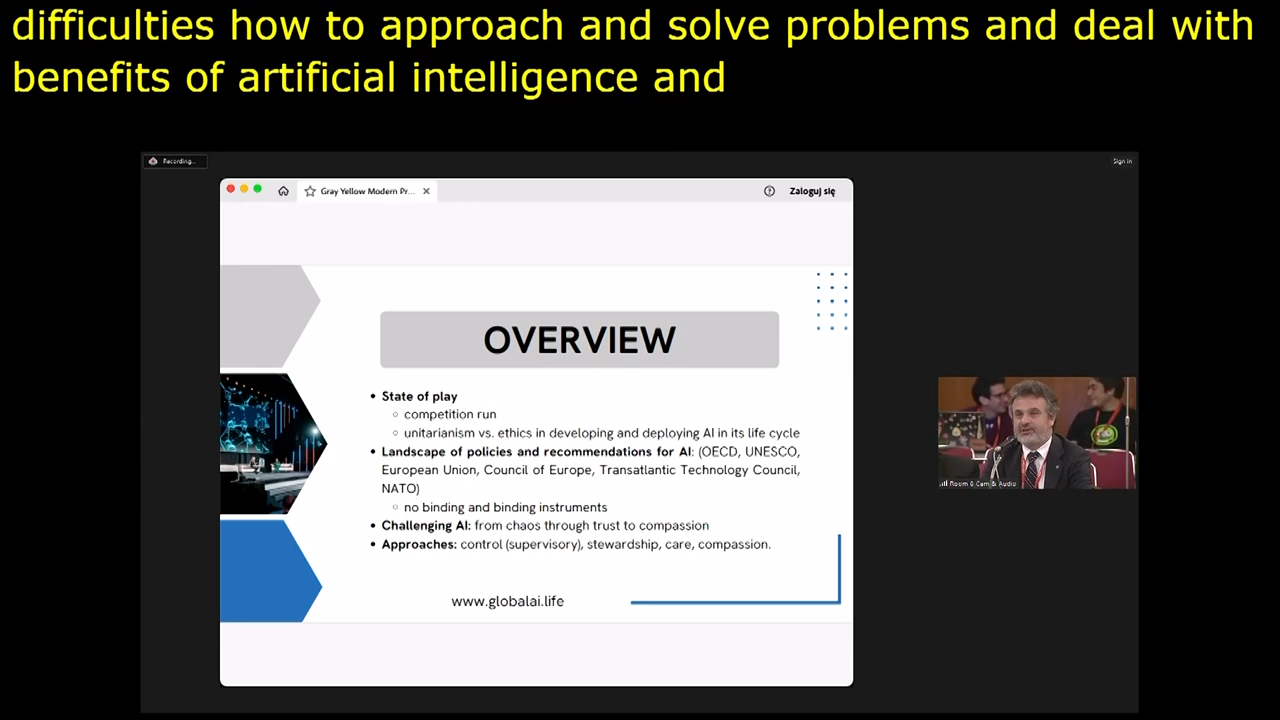 difficulties how to approach and solve problems and deal with
benefits of artificial intelligence and
Recording...
Sign in
Gray Yellow Modern Pr...
Zaloguj się
OVERVIEW
• State of play
○ competition run
○ unitarianism vs. ethics in developing and deploying AI in its life cycle
• Landscape of policies and recommendations for AI: (OECD, UNESCO,
European Union, Council of Europe, Transatlantic Technology Council,
NATO)
○ no binding and binding instruments
• Challenging AI: from chaos through trust to compassion
• Approaches: control (supervisory), stewardship, care, compassion.
www.globalai.life
Room & Cam & Audio